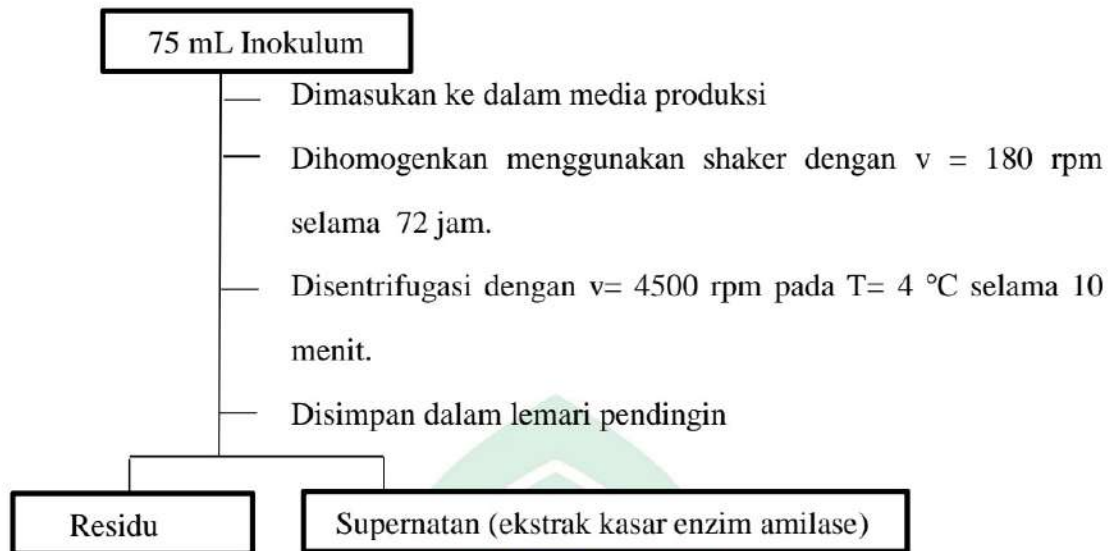 75 mL Inokulum
Dimasukan ke dalam media produksi
Dihomogenkan menggunakan shaker dengan v = 180 rpm
selama 72 jam.
Disentrifugasi dengan v= 4500 rpm pada T= 4 °C selama 10
menit.
Disimpan dalam lemari pendingin
Residu
Supernatan (ekstrak kasar enzim amilase)